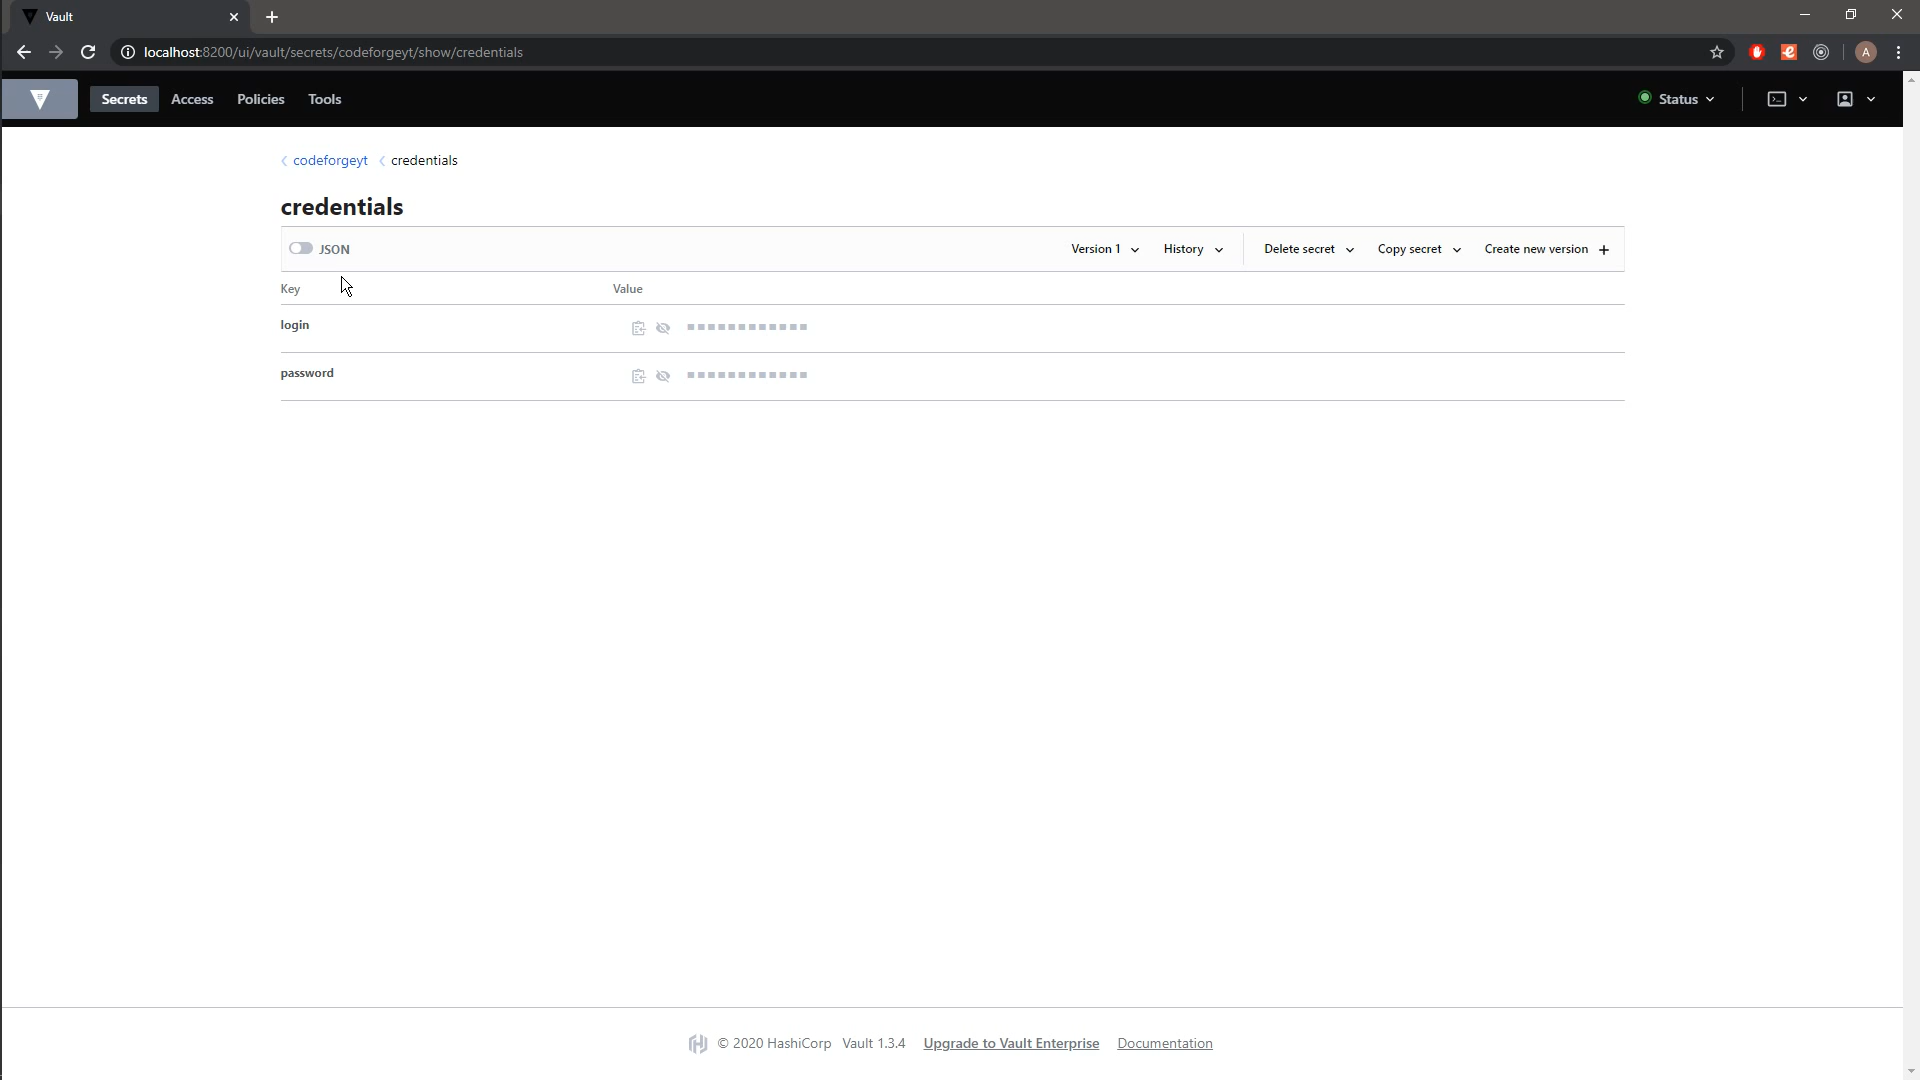 Vault
localhost:8200/ui/vault/secrets/codeforgeyt/show/credentials
A
Secrets Access Policies Tools Status
codeforgeyt credentials
credentials
JSON Version 1 History Delete secret Copy secret Create new version
Key Value
login
password
© 2020 HashiCorp Vault 1.3.4 Upgrade to Vault Enterprise Documentation